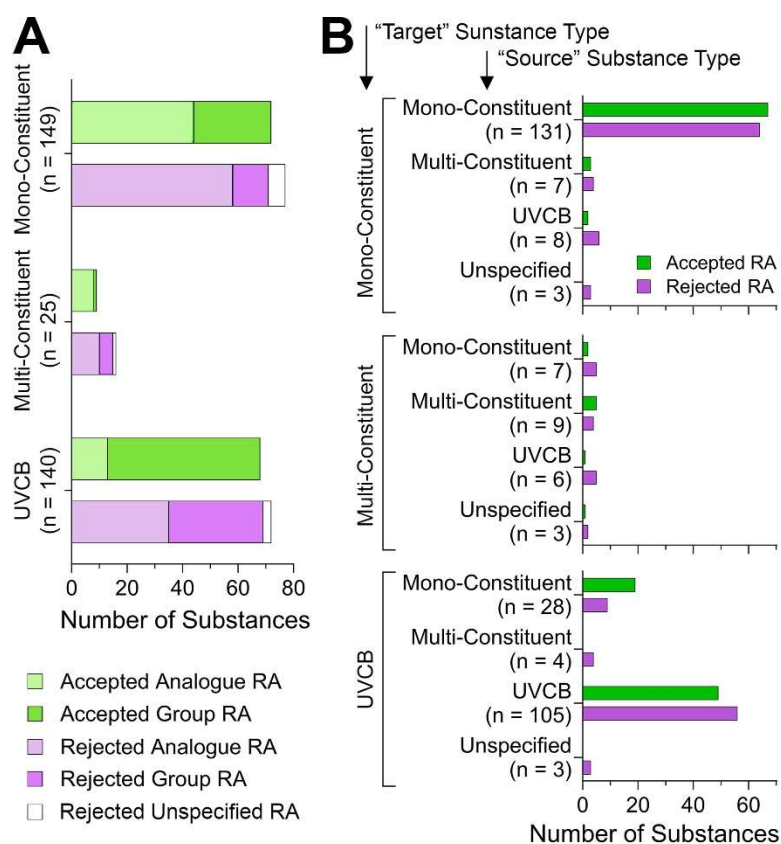 A
Mono-Constituent
(n = 149)
Multi-Constituent
(n = 25)
UVCB
(n = 140)
0 20 40 60 80
Number of Substances
Accepted Analogue RA
Accepted Group RA
Rejected Analogue RA
Rejected Group RA
Rejected Unspecified RA
B
“Target” Sunstance Type
“Source” Substance Type
Mono-Constituent
Mono-Constituent
(n = 131)
Multi-Constituent
(n = 7)
UVCB
(n = 8)
Unspecified
(n = 3)
Accepted RA
Rejected RA
Multi-Constituent
Mono-Constituent
(n = 7)
Multi-Constituent
(n = 9)
UVCB
(n = 6)
Unspecified
(n = 3)
UVCB
Mono-Constituent
(n = 28)
Multi-Constituent
(n = 4)
UVCB
(n = 105)
Unspecified
(n = 3)
0 20 40 60
Number of Substances